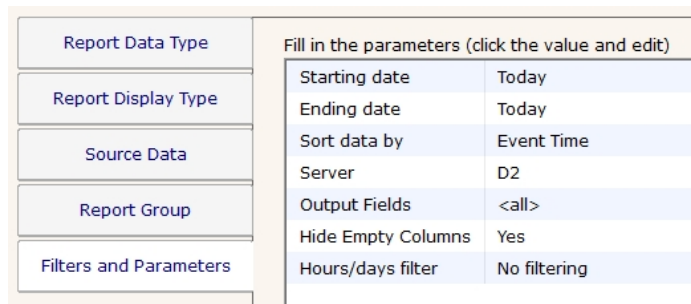 Report Data Type
Report Display Type
Source Data
Report Group
Filters and Parameters
Fill in the parameters (click the value and edit)
Starting date Today
Ending date Today
Sort data by Event Time
Server D2
Output Fields <all>
Hide Empty Columns Yes
Hours/days filter No filtering